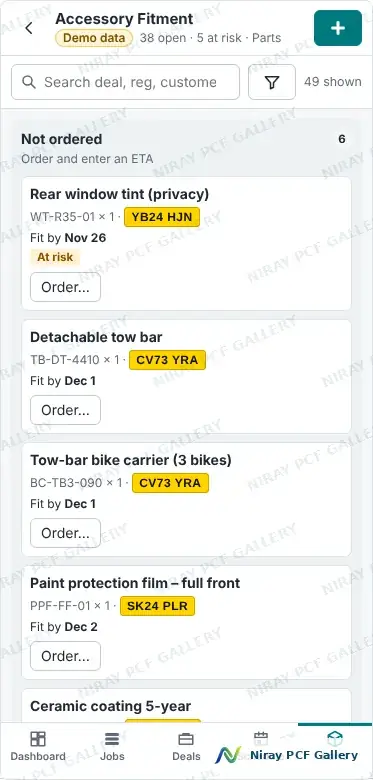 Accessory Fitment
Demo data 38 open · 5 at risk · Parts
Search deal, reg, custome
49 shown
Not ordered 6
Order and enter an ETA
Rear window tint (privacy)
WT-R35-01 × 1 · YB24 HJN
Fit by Nov 26
At risk
Order...
Detachable tow bar
TB-DT-4410 × 1 · CV73 YRA
Fit by Dec 1
Order...
Tow-bar bike carrier (3 bikes)
BC-TB3-090 × 1 · CV73 YRA
Fit by Dec 1
Order...
Paint protection film – full front
PPF-FF-01 × 1 · SK24 PLR
Fit by Dec 2
Order...
Ceramic coating 5-year
Dashboard Jobs Deals
Niray PCF Gallery
NIRAY PCF GALLERY